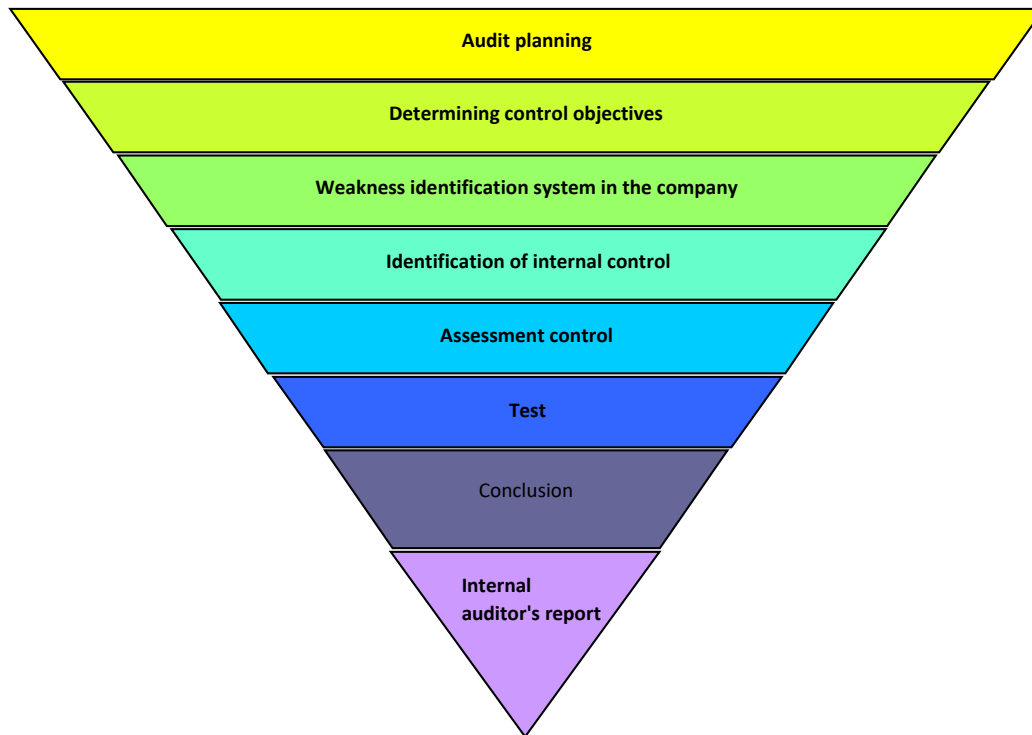 Audit planning
Determining control objectives
Weakness identification system in the company
Identification of internal control
Assessment control
Test
Conclusion
Internal
auditor's report